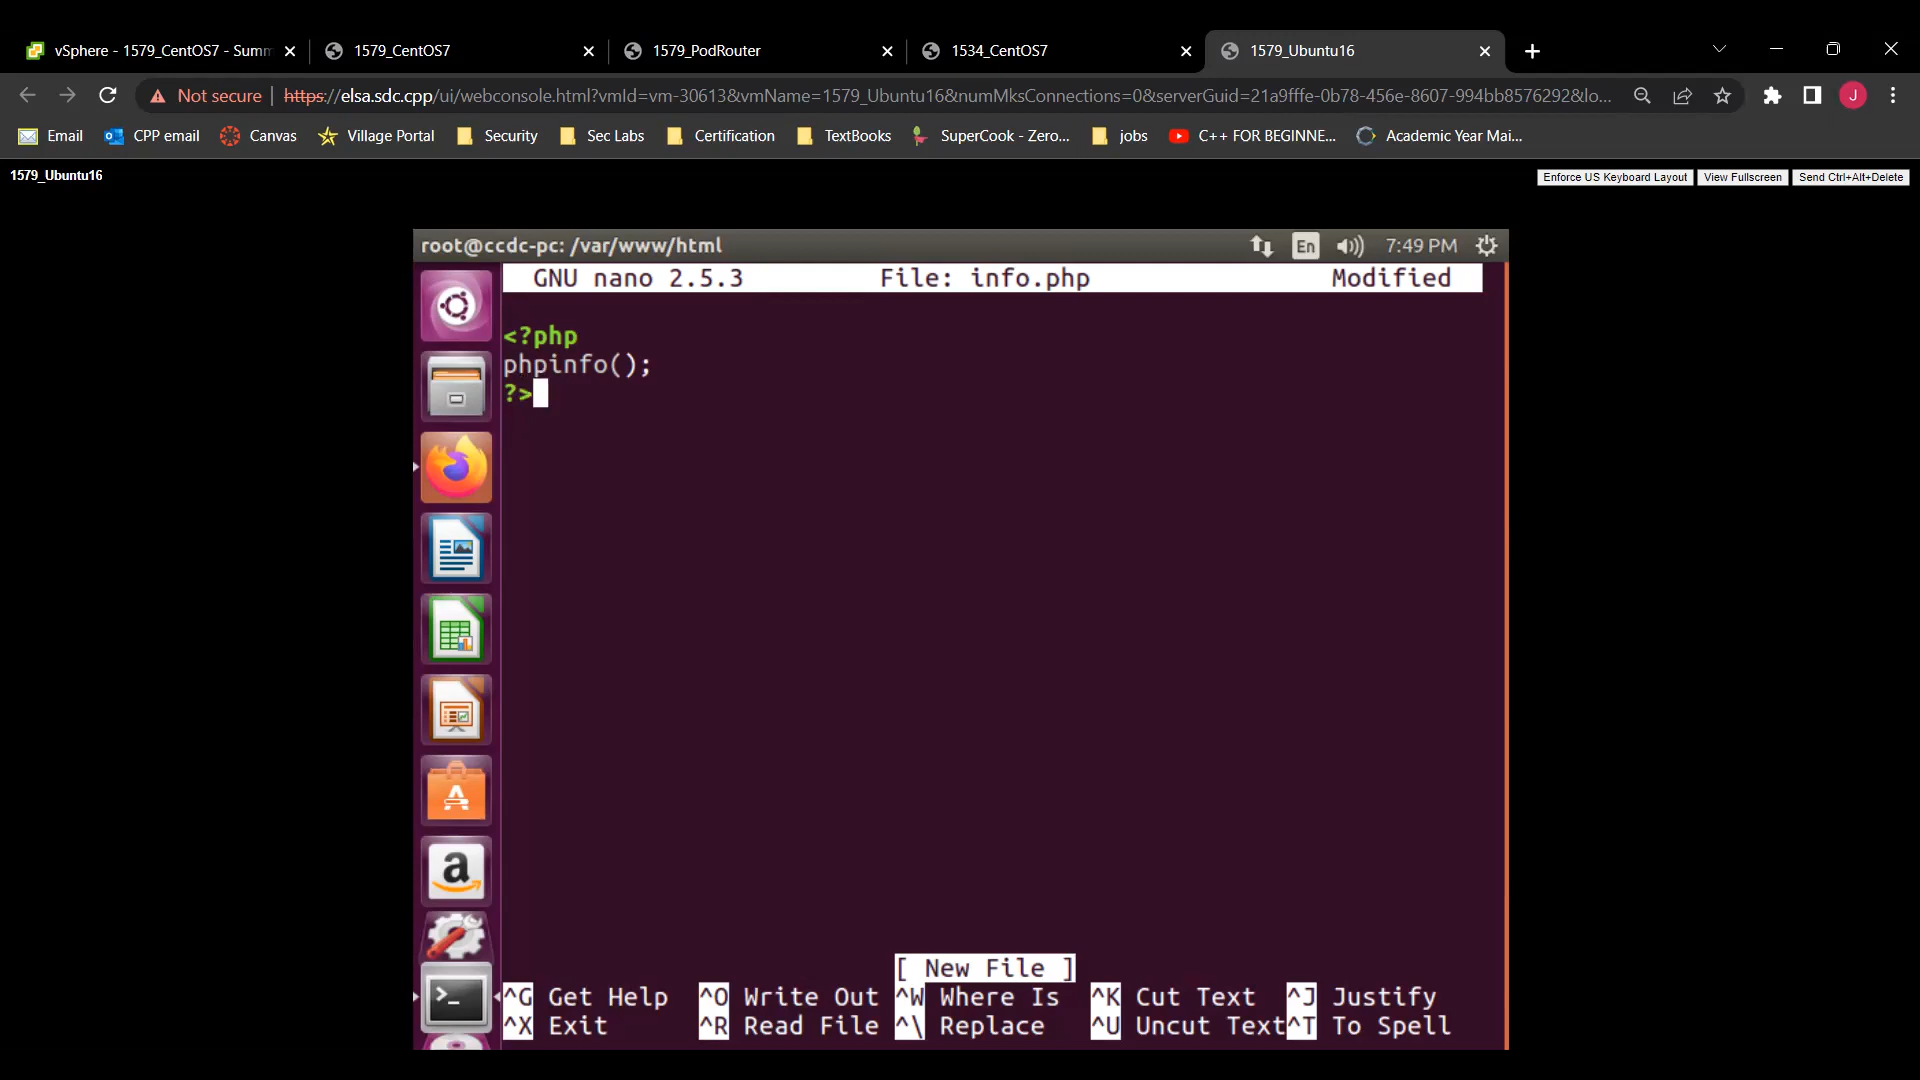 vSphere - 1579_CentOS7 - Summ
1579_CentOS7
1579_PodRouter
1534_CentOS7
1579_Ubuntu16
Not secure
https://elsa.sdc.cpp/ui/webconsole.html?vmId=vm-30613&vmName=1579_Ubuntu16&numMksConnections=0&serverGuid=21a9fffe-0b78-456e-8607-994bb8576292&lo...
J
Email
CPP email
Canvas
Village Portal
Security
Sec Labs
Certification
TextBooks
SuperCook - Zero...
jobs
C++ FOR BEGINNE...
Academic Year Mai...
1579_Ubuntu16
Enforce US Keyboard Layout
View Fullscreen
Send Ctrl+Alt+Delete
root@ccdc-pc: /var/www/html
En
7:49 PM
GNU nano 2.5.3 File: info.php Modified
<?php
phpinfo();
?>
[ New File ]
^G Get Help ^O Write Out ^W Where Is ^K Cut Text ^J Justify
^X Exit ^R Read File ^\ Replace ^U Uncut Text ^T To Spell